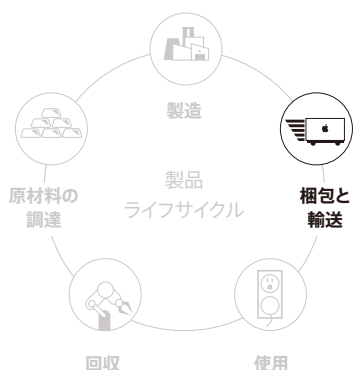 製造
原材料の
調達
製品
ライフサイクル
梱包と
輸送
回収
使用